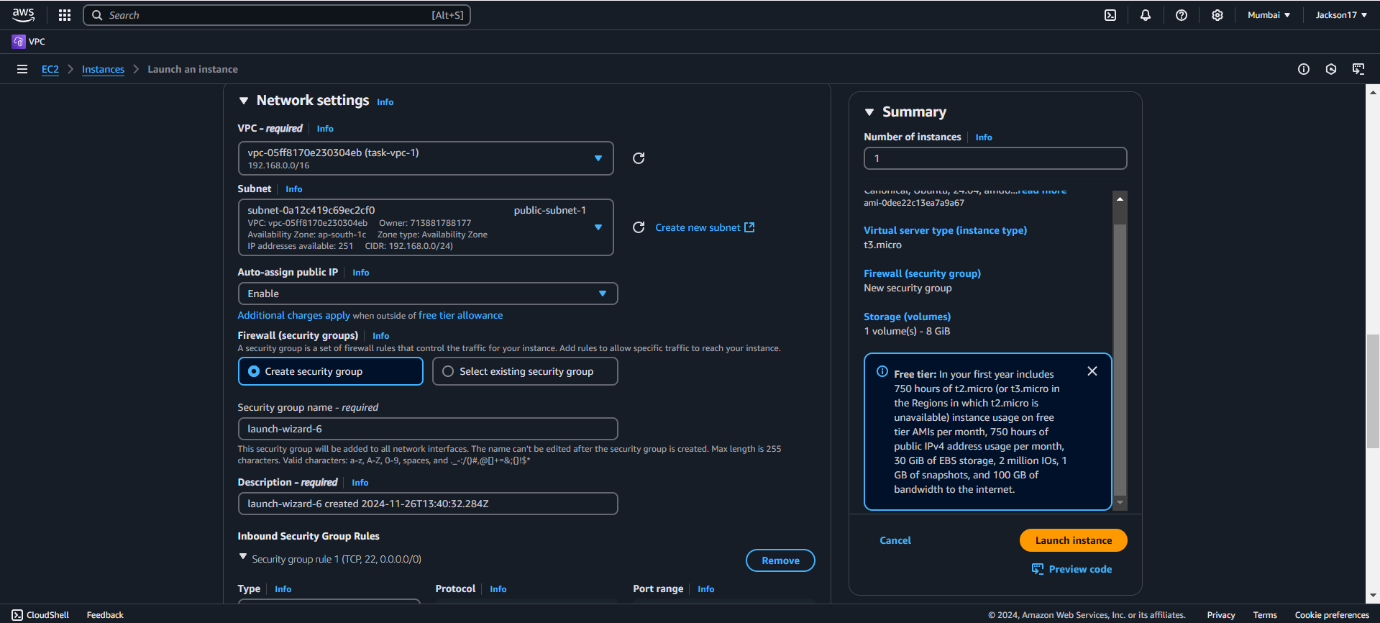 aws
Search [Alt+S]
Mumbai
Jackson17
VPC
EC2 Instances Launch an instance
Network settings Info
VPC - required Info
vpc-05ff8170e230304eb (task-vpc-1)
192.168.0.0/16
Subnet Info
subnet-0a12c419c69ec2cf0 public-subnet-1
VPC: vpc-05ff8170e230304eb Owner: 713881788177
Availability Zone: ap-south-1c Zone type: Availability Zone
IP addresses available: 251 CIDR: 192.168.0.0/24)
Create new subnet
Auto-assign public IP Info
Enable
Additional charges apply when outside of free tier allowance
Firewall (security groups) Info
A security group is a set of firewall rules that control the traffic for your instance. Add rules to allow specific traffic to reach your instance.
Create security group
Select existing security group
Security group name - required
launch-wizard-6
This security group will be added to all network interfaces. The name can't be edited after the security group is created. Max length is 255
characters. Valid characters: a-z, A-Z, 0-9, spaces, and ._-:/()#,@[]+=&;{}!$*
Description - required Info
launch-wizard-6 created 2024-11-26T13:40:32.284Z
Inbound Security Group Rules
Security group rule 1 (TCP, 22, 0.0.0.0/0)
Remove
Type Info Protocol Info Port range Info
Summary
Number of instances Info
1
Canonical, Ubuntu, 24.04, amd6...read more
ami-0dee22c13ea7a9a67
Virtual server type (instance type)
t3.micro
Firewall (security group)
New security group
Storage (volumes)
1 volume(s) - 8 GiB
Free tier: In your first year includes
750 hours of t2.micro (or t3.micro in
the Regions in which t2.micro is
unavailable) instance usage on free
tier AMIs per month, 750 hours of
public IPv4 address usage per month,
30 GiB of EBS storage, 2 million IOs, 1
GB of snapshots, and 100 GB of
bandwidth to the internet.
Cancel
Launch instance
Preview code
CloudShell Feedback
© 2024, Amazon Web Services, Inc. or its affiliates. Privacy Terms Cookie preferences